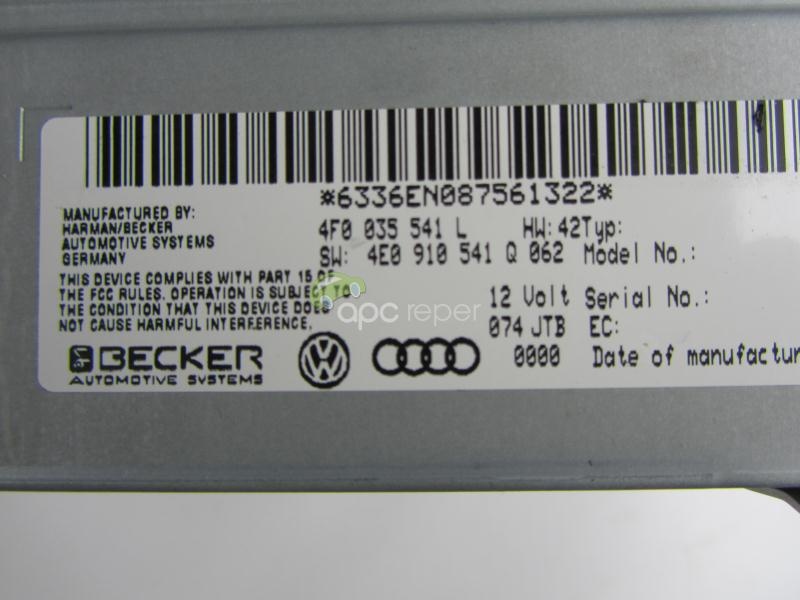 *6336EN087561322*
MANUFACTURED BY:
HARMAN/BECKER
AUTOMOTIVE SYSTEMS
GERMANY
4F0 035 541 L HW: 42 Typ:
SW: 4E0 910 541 Q 062 Model No.:
THIS DEVICE COMPLIES WITH PART 15 OF
THE FCC RULES. OPERATION IS SUBJECT TO
THE CONDITION THAT THIS DEVICE DOES
NOT CAUSE HARMFUL INTERFERENCE.
12 Volt Serial No.:
074 JTB EC:
0000 Date of manufactur
apc reper
BECKER
AUTOMOTIVE SYSTEMS